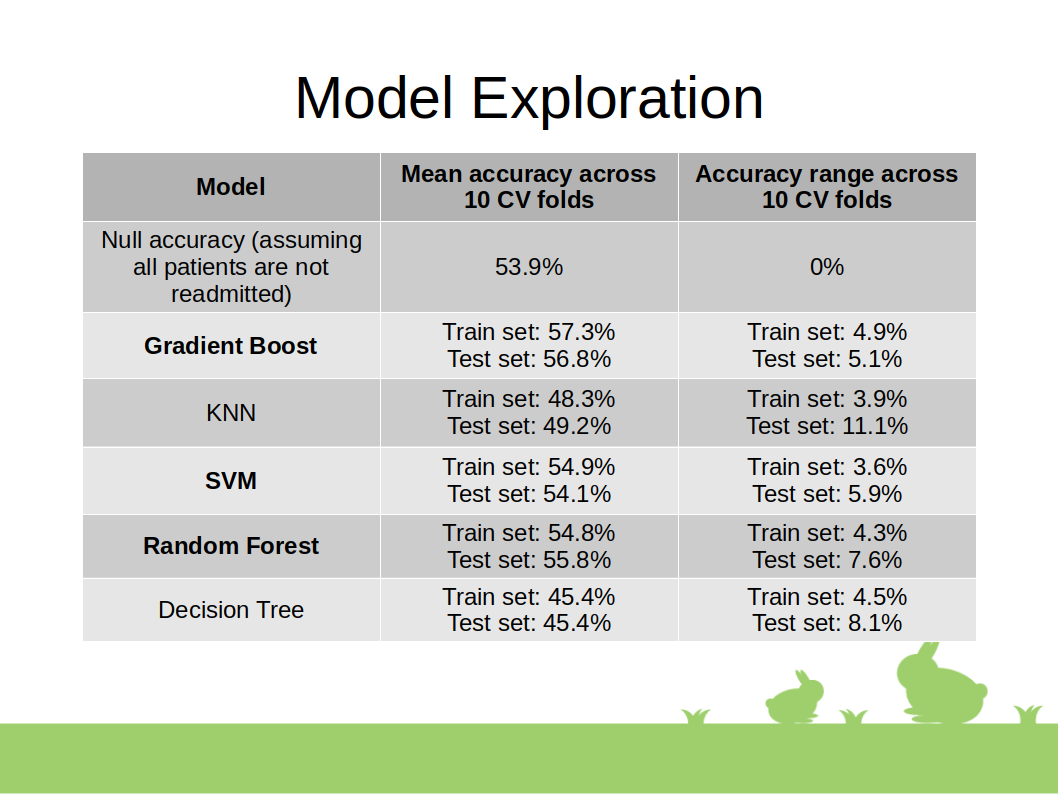 Model Exploration
Model
Mean accuracy across
10 CV folds
Accuracy range across
10 CV folds
Null accuracy (assuming
all patients are not
readmitted)
53.9%
0%
Gradient Boost
Train set: 57.3%
Test set: 56.8%
Train set: 4.9%
Test set: 5.1%
KNN
Train set: 48.3%
Test set: 49.2%
Train set: 3.9%
Test set: 11.1%
SVM
Train set: 54.9%
Test set: 54.1%
Train set: 3.6%
Test set: 5.9%
Random Forest
Train set: 54.8%
Test set: 55.8%
Train set: 4.3%
Test set: 7.6%
Decision Tree
Train set: 45.4%
Test set: 45.4%
Train set: 4.5%
Test set: 8.1%